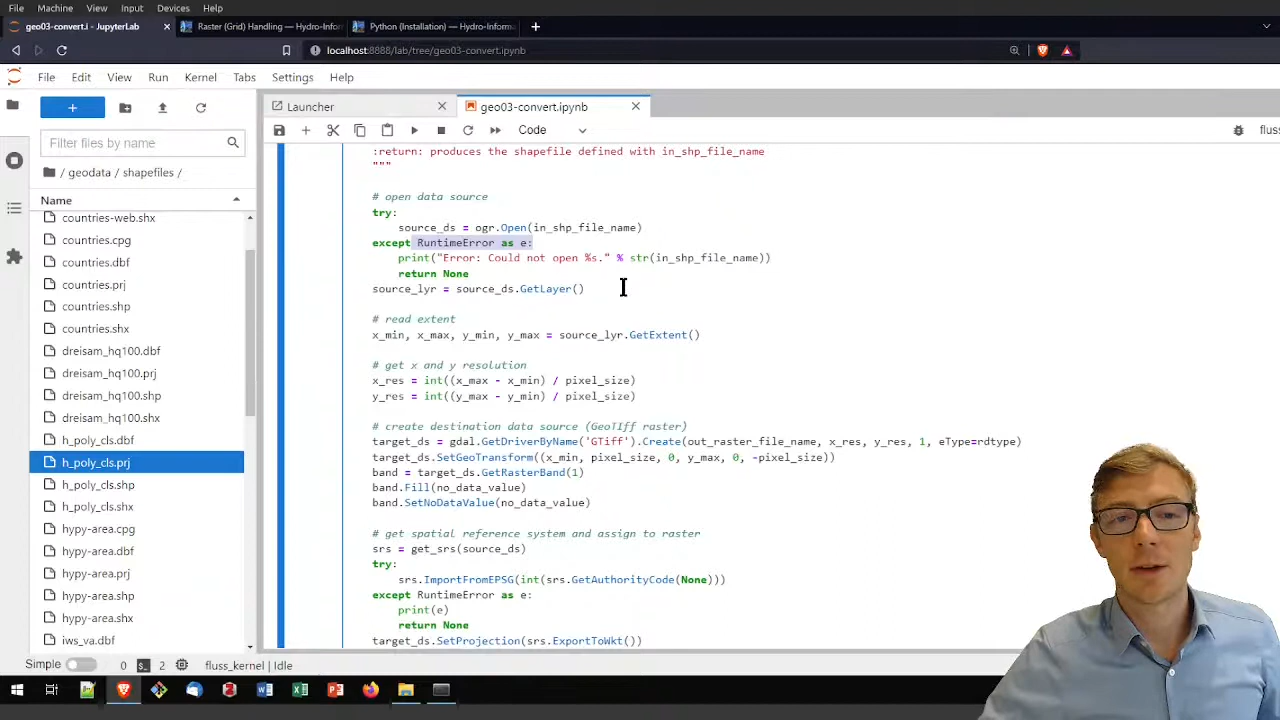 File Machine View Input Devices Help
geo03-convert.i - JupyterLab
Raster (Grid) Handling — Hydro-Infor
Python (Installation) — Hydro-Inform
localhost:8888/lab/tree/geo03-convert.ipynb
File Edit View Run Kernel Tabs Settings Help
Launcher
geo03-convert.ipynb
Code
fluss
Filter files by name
/ geodata / shapefiles /
Name
countries-web.shx
countries.cpg
countries.dbf
countries.prj
countries.shp
countries.shx
dreisam_hq100.dbf
dreisam_hq100.prj
dreisam_hq100.shp
dreisam_hq100.shx
h_poly_cls.dbf
h_poly_cls.prj
h_poly_cls.shp
h_poly_cls.shx
hypy-area.cpg
hypy-area.dbf
hypy-area.prj
hypy-area.shp
hypy-area.shx
iws_va.dbf
:return: produces the shapefile defined with in_shp_file_name
"""
# open data source
try:
source_ds = ogr.Open(in_shp_file_name)
except RuntimeError as e:
print("Error: Could not open %s." % str(in_shp_file_name))
return None
source_lyr = source_ds.GetLayer()
# read extent
x_min, x_max, y_min, y_max = source_lyr.GetExtent()
# get x and y resolution
x_res = int((x_max - x_min) / pixel_size)
y_res = int((y_max - y_min) / pixel_size)
# create destination data source (GeoTIff raster)
target_ds = gdal.GetDriverByName('GTiff').Create(out_raster_file_name, x_res, y_res, 1, eType=rdtype)
target_ds.SetGeoTransform((x_min, pixel_size, 0, y_max, 0, -pixel_size))
band = target_ds.GetRasterBand(1)
band.Fill(no_data_value)
band.SetNoDataValue(no_data_value)
# get spatial reference system and assign to raster
srs = get_srs(source_ds)
try:
srs.ImportFromEPSG(int(srs.GetAuthorityCode(None)))
except RuntimeError as e:
print(e)
return None
target_ds.SetProjection(srs.ExportToWkt())
Simple 0 2 fluss_kernel | Idle